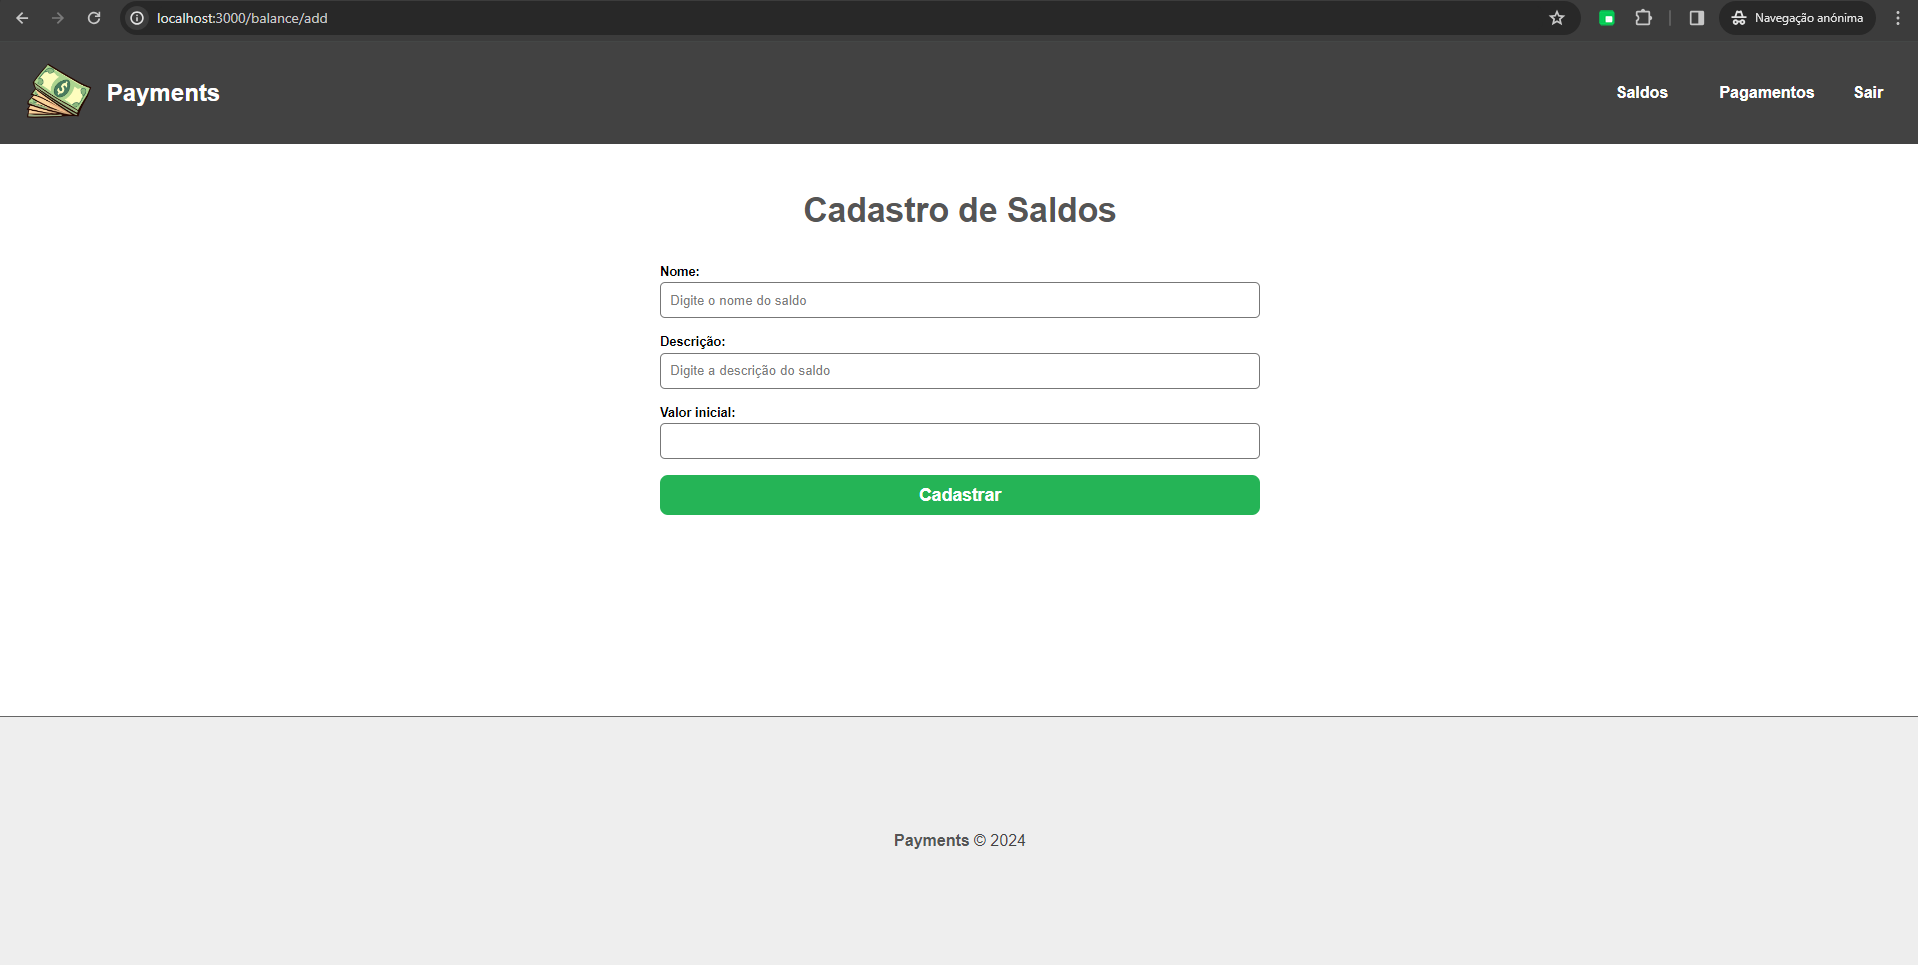 localhost:3000/balance/add
Navegação anónima
Payments
Saldos
Pagamentos
Sair
Cadastro de Saldos
Nome:
Digite o nome do saldo
Descrição:
Digite a descrição do saldo
Valor inicial:
Cadastrar
Payments © 2024